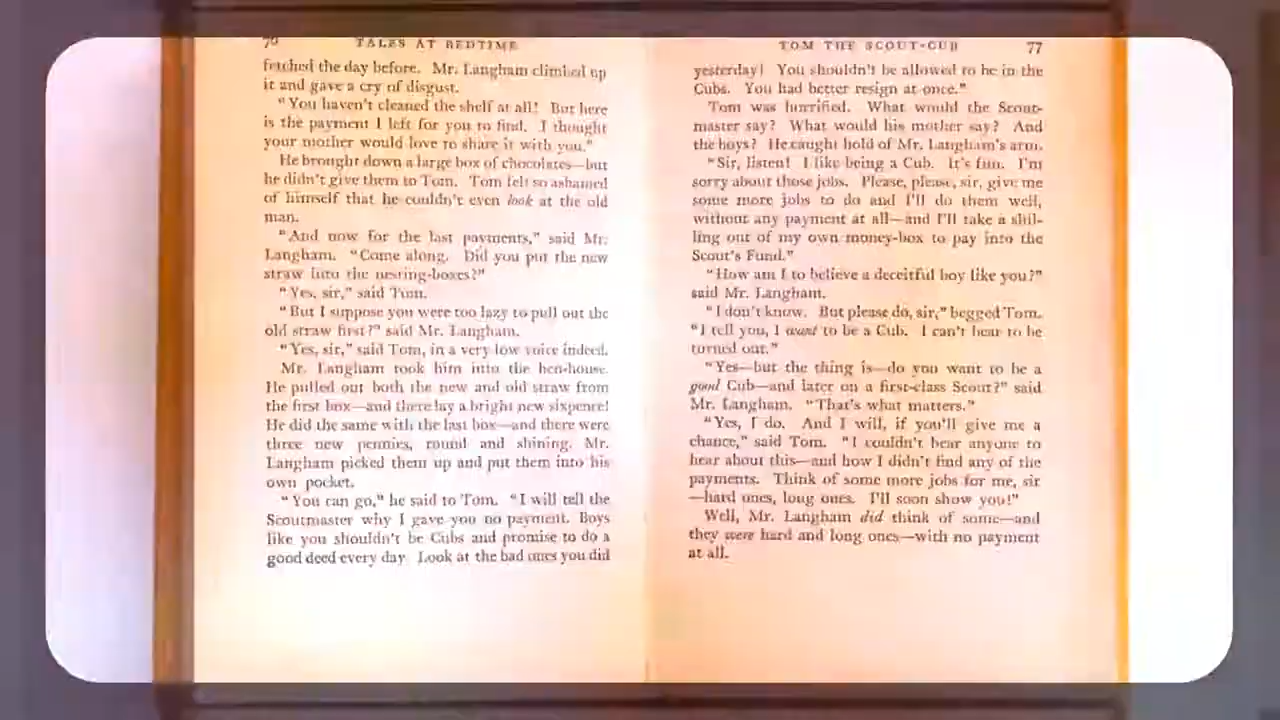 76 TALES AT BEDTIME
fetched the day before. Mr. Langham climbed up
it and gave a cry of disgust.
“You haven't cleaned the shelf at all! But here
is the payment I left for you to find. I thought
your mother would love to share it with you.”
He brought down a large box of chocolates—but
he didn't give them to Tom. Tom felt so ashamed
of himself that he couldn't even look at the old
man.
“And now for the last payments,” said Mr.
Langham. “Come along. Did you put the new
straw into the nesting-boxes?”
“Yes, sir,” said Tom.
“But I suppose you were too lazy to pull out the
old straw first?” said Mr. Langham.
“Yes, sir,” said Tom, in a very low voice indeed.
Mr. Langham took him into the hen-house.
He pulled out both the new and old straw from
the first box—and there lay a bright new sixpence!
He did the same with the last box—and there were
three new pennies, round and shining. Mr.
Langham picked them up and put them into his
own pocket.
“You can go,” he said to Tom. “I will tell the
Scoutmaster why I gave you no payment. Boys
like you shouldn't be Cubs and promise to do a
good deed every day. Look at the bad ones you did
TOM THE SCOUT-CUB 77
yesterday! You shouldn't be allowed to be in the
Cubs. You had better resign at once.”
Tom was horrified. What would the Scout-
master say? What would his mother say? And
the boys? He caught hold of Mr. Langham's arm.
“Sir, listen! I like being a Cub. It's fun. I'm
sorry about those jobs. Please, please, sir, give me
some more jobs to do and I'll do them well,
without any payment at all—and I'll take a shil-
ling out of my own money-box to pay into the
Scout's Fund.”
“How am I to believe a deceitful boy like you?”
said Mr. Langham.
“I don't know. But please do, sir,” begged Tom.
“I tell you, I want to be a Cub. I can't bear to be
turned out.”
“Yes—but the thing is—do you want to be a
good Cub—and later on a first-class Scout?” said
Mr. Langham. “That's what matters.”
“Yes, I do. And I will, if you'll give me a
chance,” said Tom. “I couldn't bear anyone to
hear about this—and how I didn't find any of the
payments. Think of some more jobs for me, sir
—hard ones, long ones. I'll soon show you!”
Well, Mr. Langham did think of some—and
they were hard and long ones—with no payment
at all.